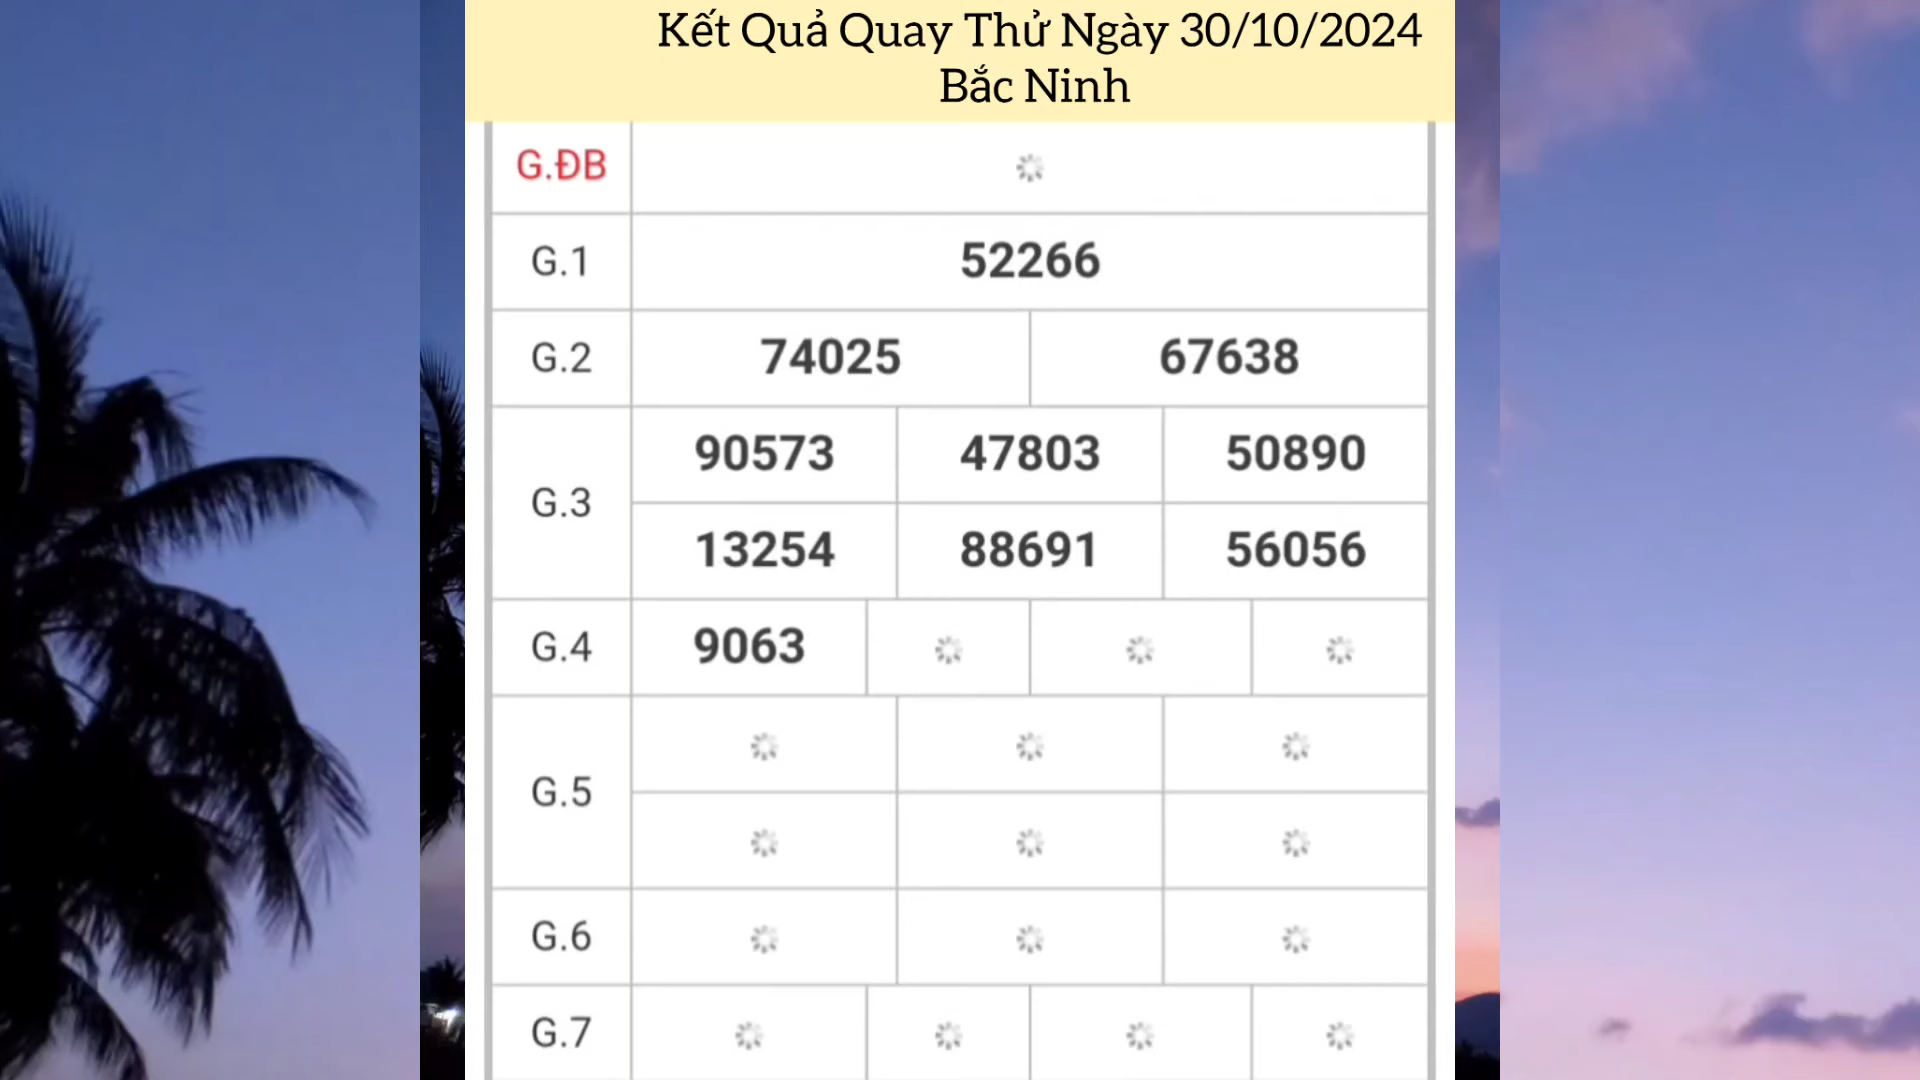 Kết Quả Quay Thử Ngày 30/10/2024
Bắc Ninh
G.ĐB
G.1 52266
G.2 74025 67638
G.3
90573 47803 50890
13254 88691 56056
G.4 9063
G.5
G.6
G.7